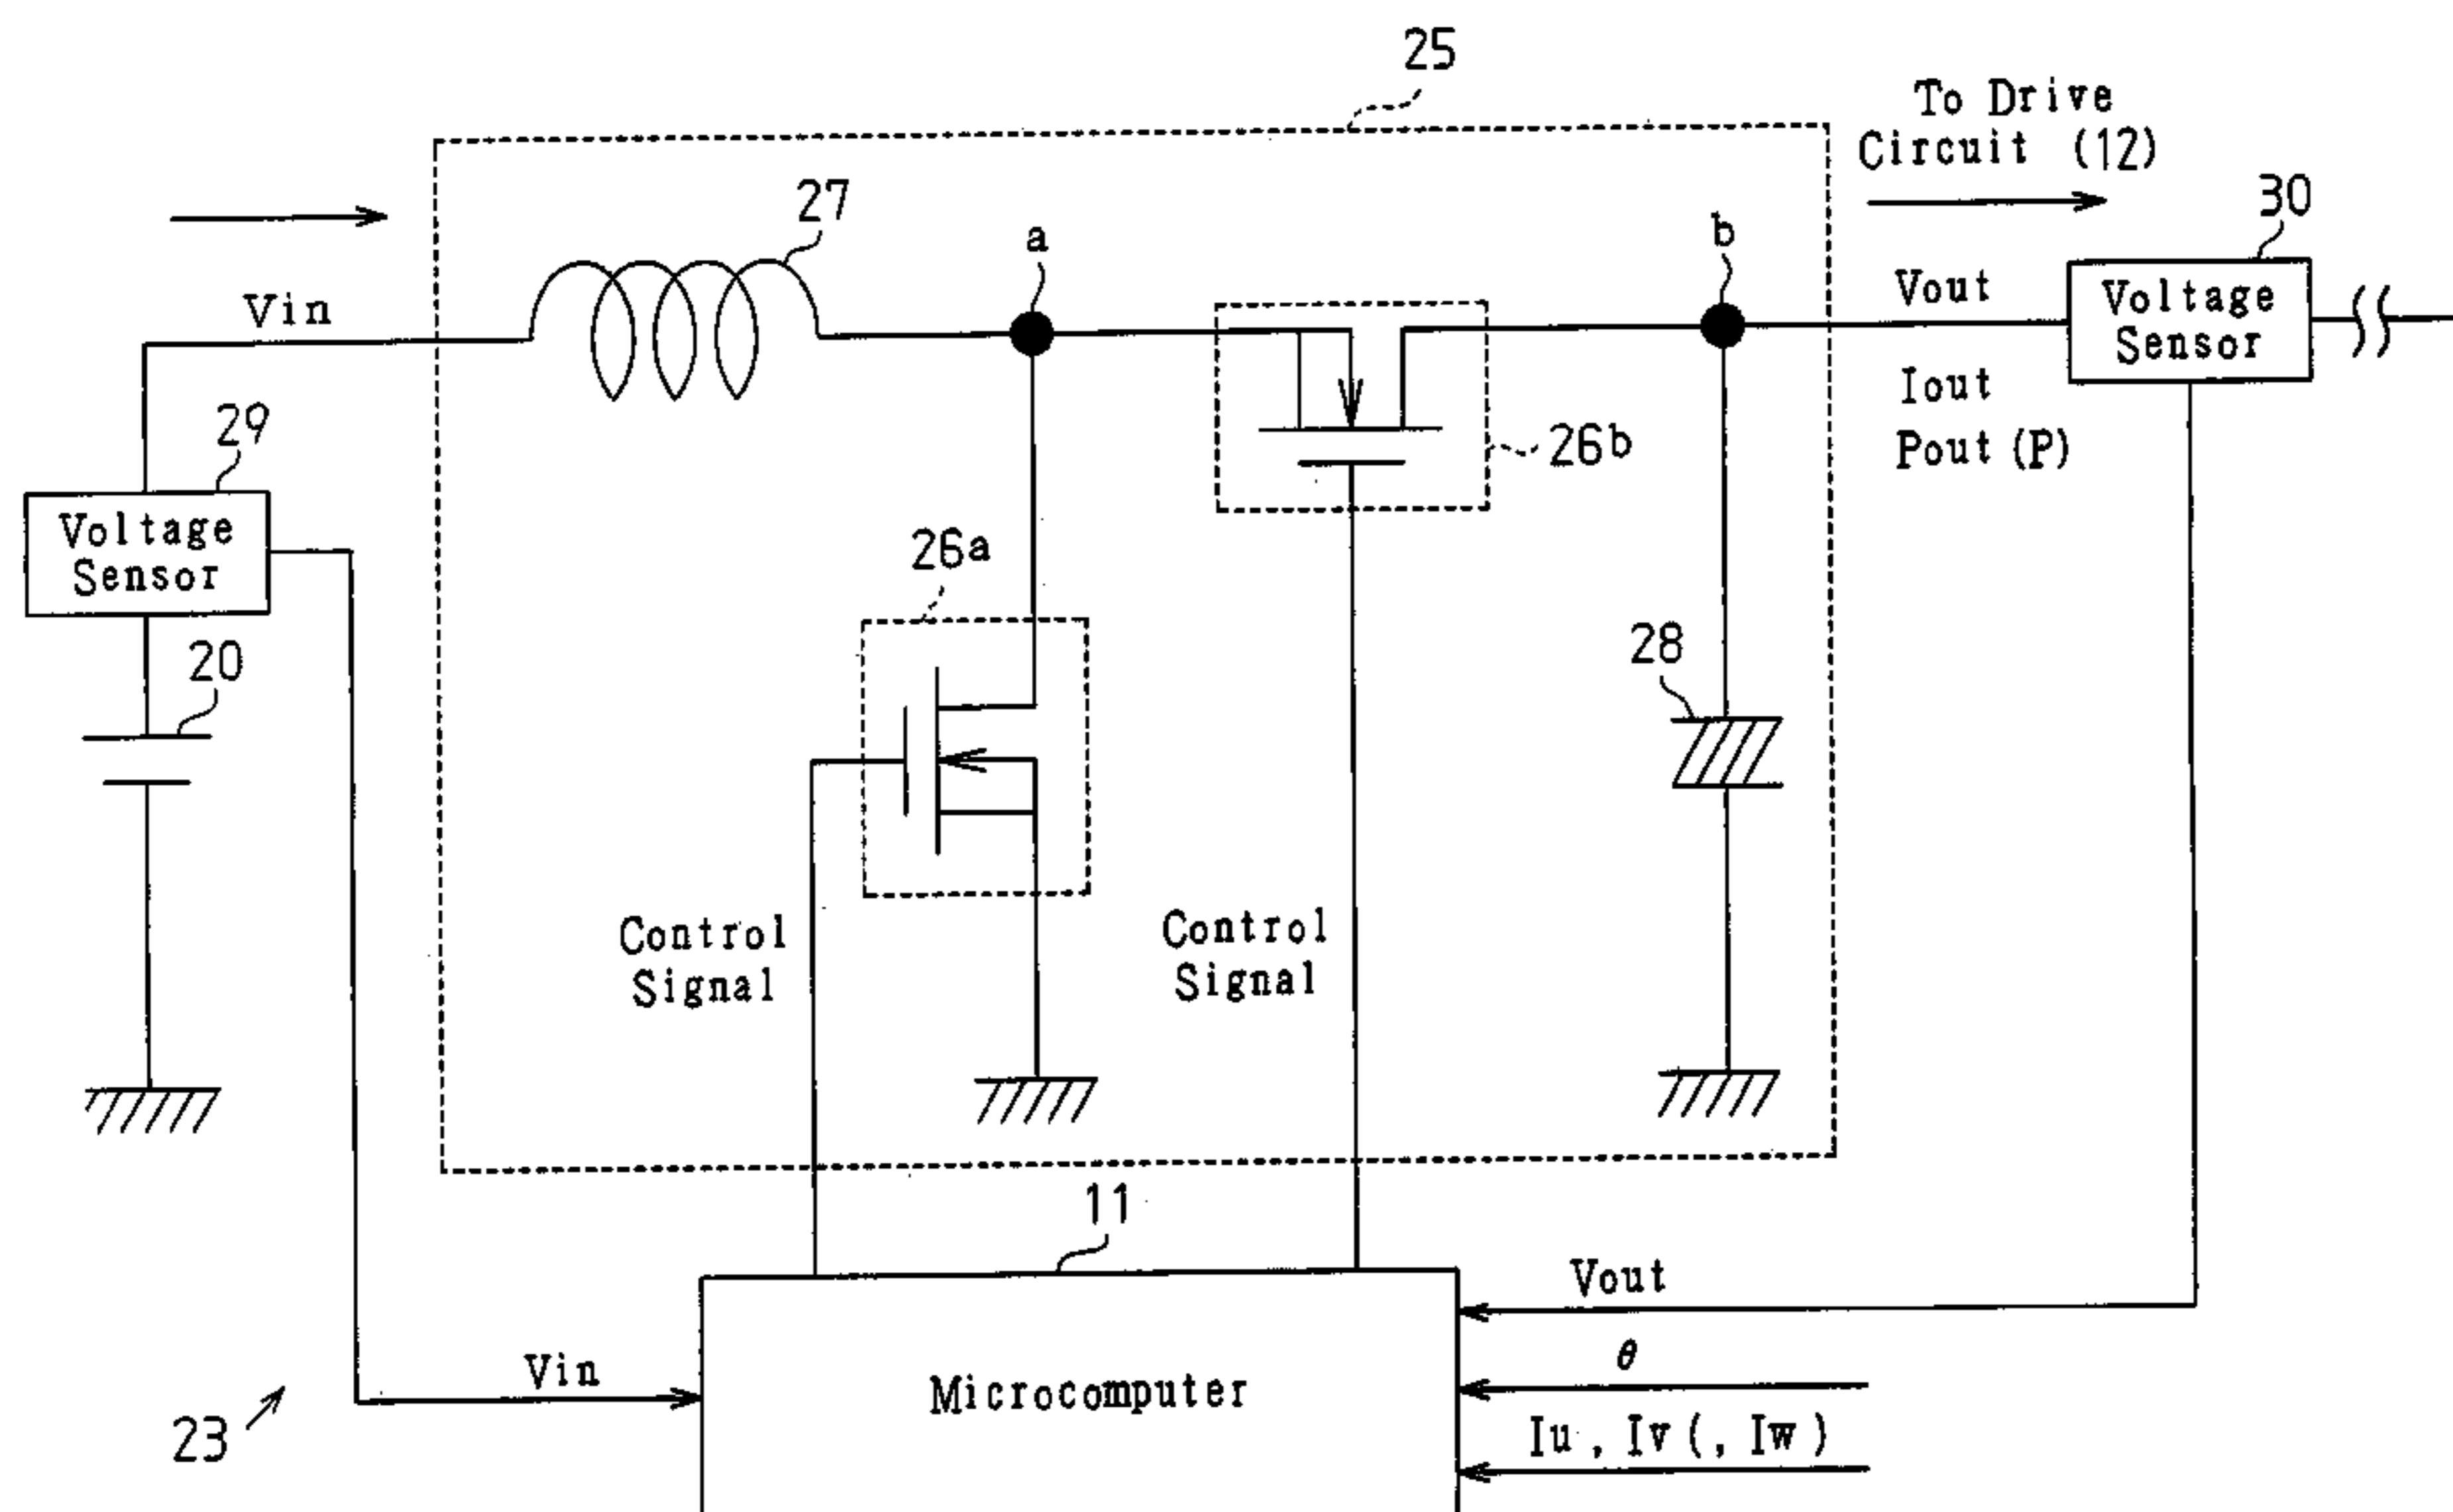 25
To Drive
Circuit (12)
27
30
a
b
Vin
Vout
Voltage
Sensor
Iout
Pout (P)
29
26b
Voltage
Sensor
26a
20
28
Control
Signal
Control
Signal
11
Vout
θ
Vin
Microcomputer
23
Iu, Iv(, Iw)